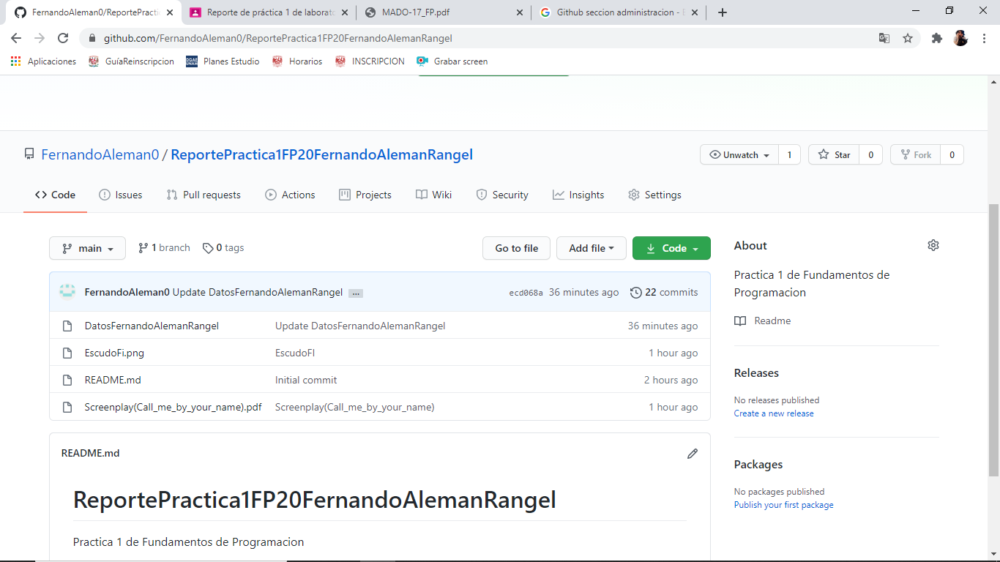 FernandoAleman0/ReportePracti
Reporte de práctica 1 de laborato
MADO-17_FP.pdf
Github seccion administracion - B
github.com/FernandoAleman0/ReportePractica1FP20FernandoAlemanRangel
Aplicaciones
GuíaReinscripcion
DGAE UNAM
Planes Estudio
Horarios
INSCRIPCION
Grabar screen
FernandoAleman0 / ReportePractica1FP20FernandoAlemanRangel
Unwatch 1
Star 0
Fork 0
Code
Issues
Pull requests
Actions
Projects
Wiki
Security
Insights
Settings
main
1 branch
0 tags
Go to file
Add file
Code
FernandoAleman0 Update DatosFernandoAlemanRangel ... ecd068a 36 minutes ago 22 commits
DatosFernandoAlemanRangel Update DatosFernandoAlemanRangel 36 minutes ago
EscudoFi.png EscudoFI 1 hour ago
README.md Initial commit 2 hours ago
Screenplay(Call_me_by_your_name).pdf Screenplay(Call_me_by_your_name) 1 hour ago
README.md
ReportePractica1FP20FernandoAlemanRangel
Practica 1 de Fundamentos de Programacion
About
Practica 1 de Fundamentos de
Programacion
Readme
Releases
No releases published
Create a new release
Packages
No packages published
Publish your first package